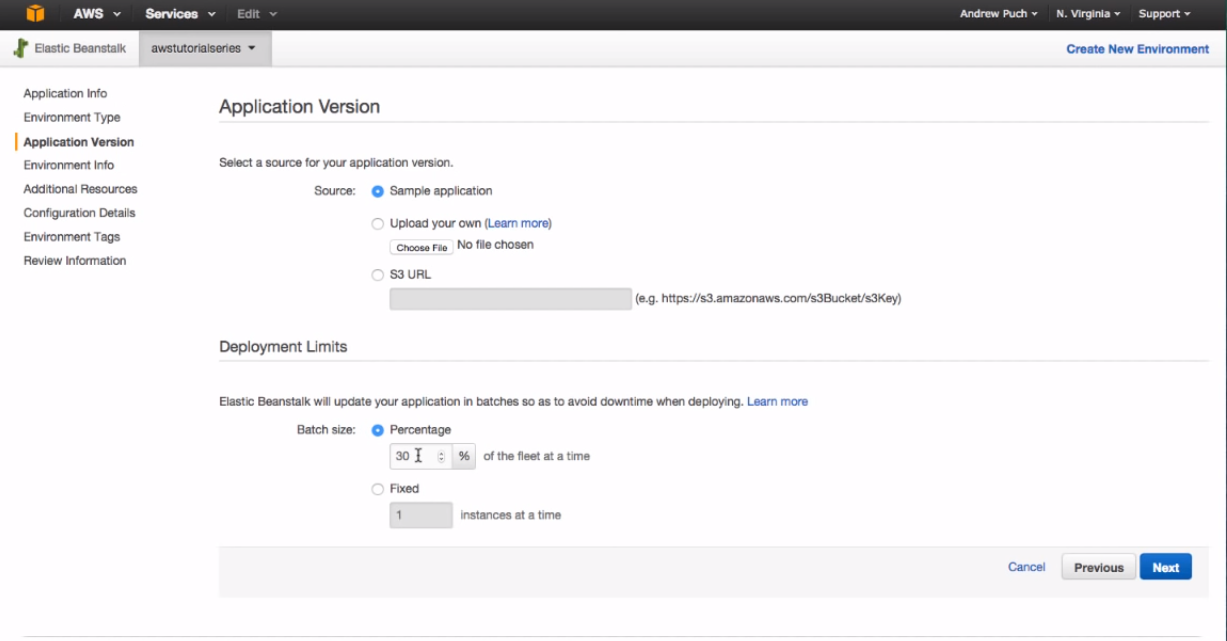 AWS Services Edit Andrew Puch N. Virginia Support
Elastic Beanstalk awstutorialseries Create New Environment
Application Info
Environment Type
Application Version
Environment Info
Additional Resources
Configuration Details
Environment Tags
Review Information
Application Version
Select a source for your application version.
Source: Sample application
Upload your own (Learn more)
Choose File No file chosen
S3 URL
(e.g. https://s3.amazonaws.com/s3Bucket/s3Key)
Deployment Limits
Elastic Beanstalk will update your application in batches so as to avoid downtime when deploying. Learn more
Batch size: Percentage
30 % of the fleet at a time
Fixed
1 instances at a time
Cancel Previous Next